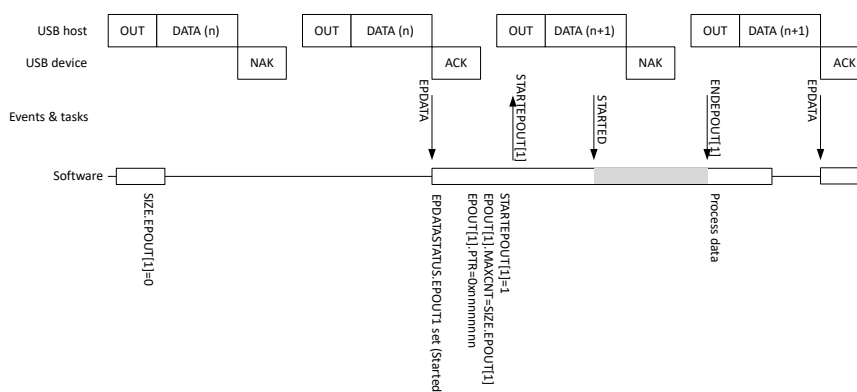 USB host
OUT
DATA (n)
OUT
DATA (n)
OUT
DATA (n+1)
OUT
DATA (n+1)
USB device
NAK
ACK
NAK
ACK
Events & tasks
EPDATA
STARTEPOUT[1]
STARTED
ENDEPOUT[1]
EPDATA
Software
SIZE.EPOUT[1]=0
EPDATASTATUS.EPOUT1 set (Started
STARTEPOUT[1]=1
EPOUT[1].MAXCNT=SIZE.EPOUT[1]
EPOUT[1].PTR=0xnnnnnnnn
Process data